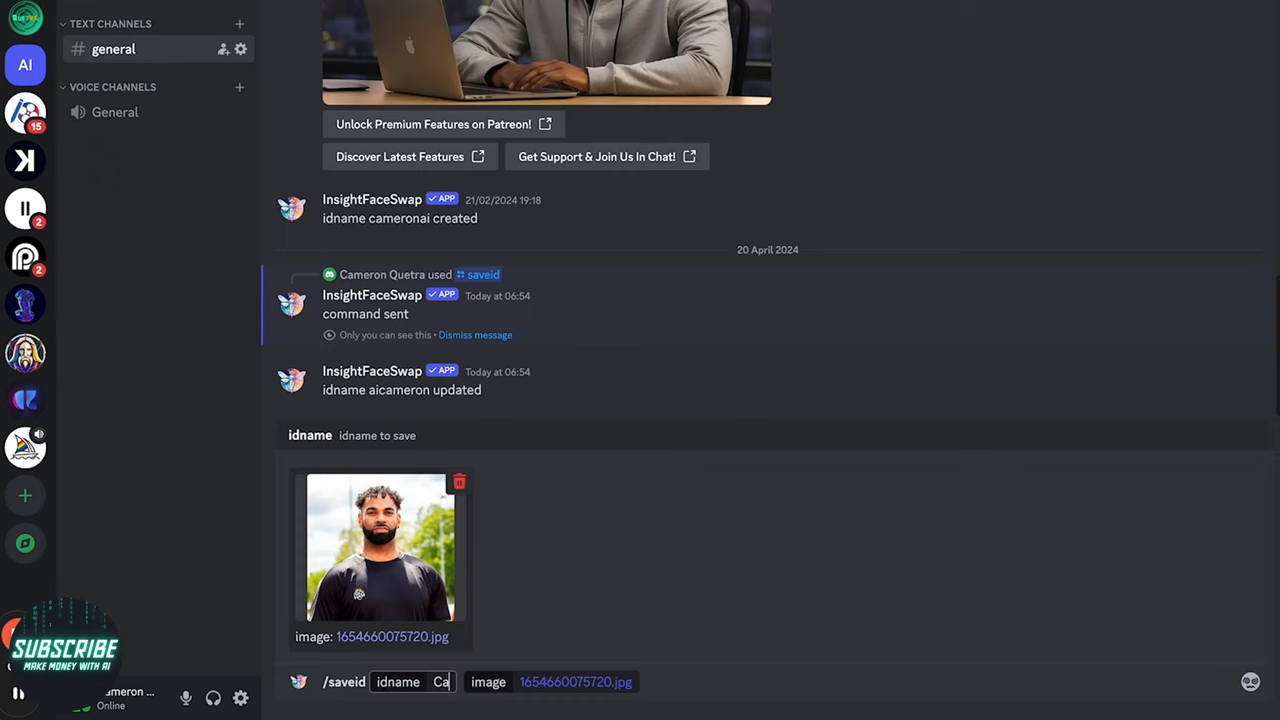 QUETRA
TEXT CHANNELS
general
AI
VOICE CHANNELS
General
15
2
2
Unlock Premium Features on Patreon!
Discover Latest Features
Get Support & Join Us In Chat!
InsightFaceSwap ✓ APP 21/02/2024 19:18
idname cameronai created
20 April 2024
Cameron Quetra used saveid
InsightFaceSwap ✓ APP Today at 06:54
command sent
Only you can see this • Dismiss message
InsightFaceSwap ✓ APP Today at 06:54
idname aicameron updated
idname idname to save
image: 1654660075720.jpg
/saveid idname Ca image 1654660075720.jpg
SUBSCRIBE
MAKE MONEY WITH AI
ameron ...
Online